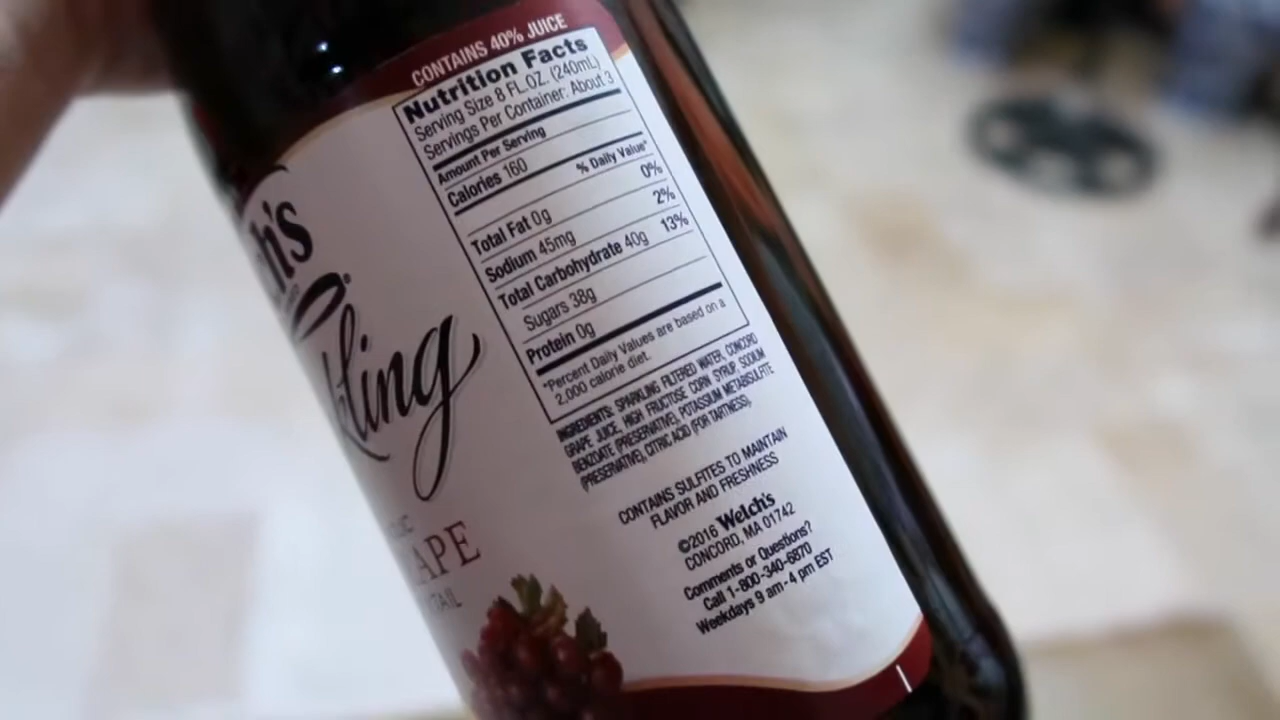 CONTAINS 40% JUICE
Nutrition Facts
Serving Size 8 FL. OZ. (240mL)
Servings Per Container: About 3
Amount Per Serving
Calories 160
% Daily Value*
Total Fat 0g 0%
Sodium 45mg 2%
Total Carbohydrate 40g 13%
Sugars 38g
Protein 0g
*Percent Daily Values are based on a
2,000 calorie diet.
INGREDIENTS: SPARKLING FILTERED WATER, CONCORD
GRAPE JUICE, HIGH FRUCTOSE CORN SYRUP, SODIUM
BENZOATE (PRESERVATIVE), POTASSIUM METABISULFITE
(PRESERVATIVE), CITRIC ACID (FOR TARTNESS).
CONTAINS SULFITES TO MAINTAIN
FLAVOR AND FRESHNESS
©2016 Welch's
CONCORD, MA 01742
Comments or Questions?
Call 1-800-340-6870
Weekdays 9 am-4 pm EST
h's
kling
APE
TAIL